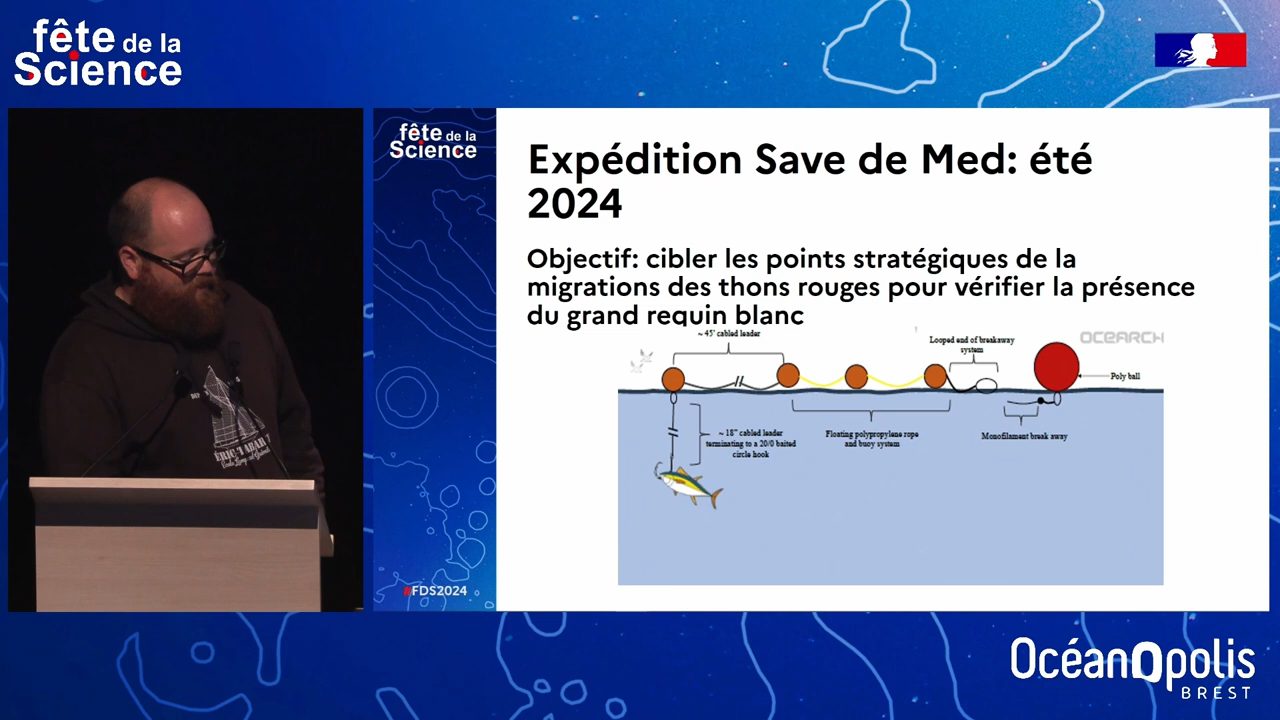 fête de la
Science
fête de la
Science
Expédition Save de Med: été
2024
Objectif: cibler les points stratégiques de la
migrations des thons rouges pour vérifier la présence
du grand requin blanc
~ 45' cabled leader
Looped end of breakaway
system
OCEARCH
Poly ball
~ 18" cabled leader
terminating to a 20/0 baited
circle hook
Floating polypropylene rope
and buoy system
Monofilament break away
#FDS2024
OcéanOpolis
BREST